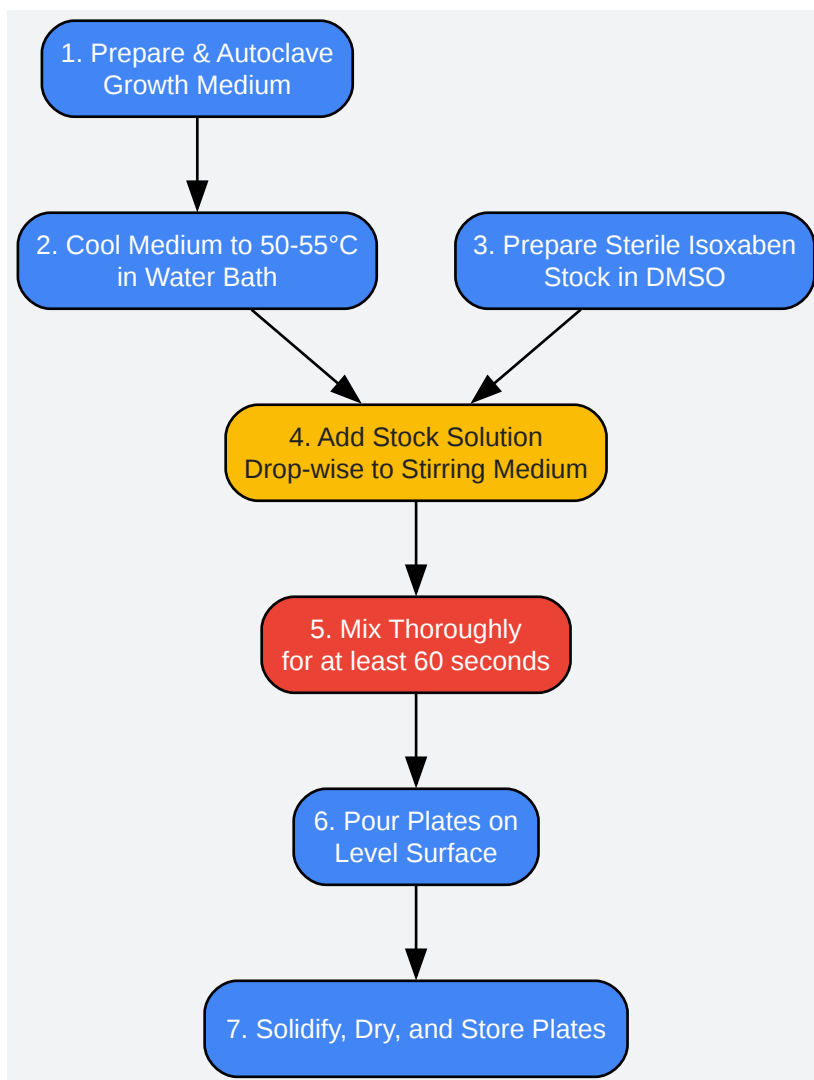 1. Prepare & Autoclave
Growth Medium
2. Cool Medium to 50-55°C
in Water Bath
3. Prepare Sterile Isoxaben
Stock in DMSO
4. Add Stock Solution
Drop-wise to Stirring Medium
5. Mix Thoroughly
for at least 60 seconds
6. Pour Plates on
Level Surface
7. Solidify, Dry, and Store Plates